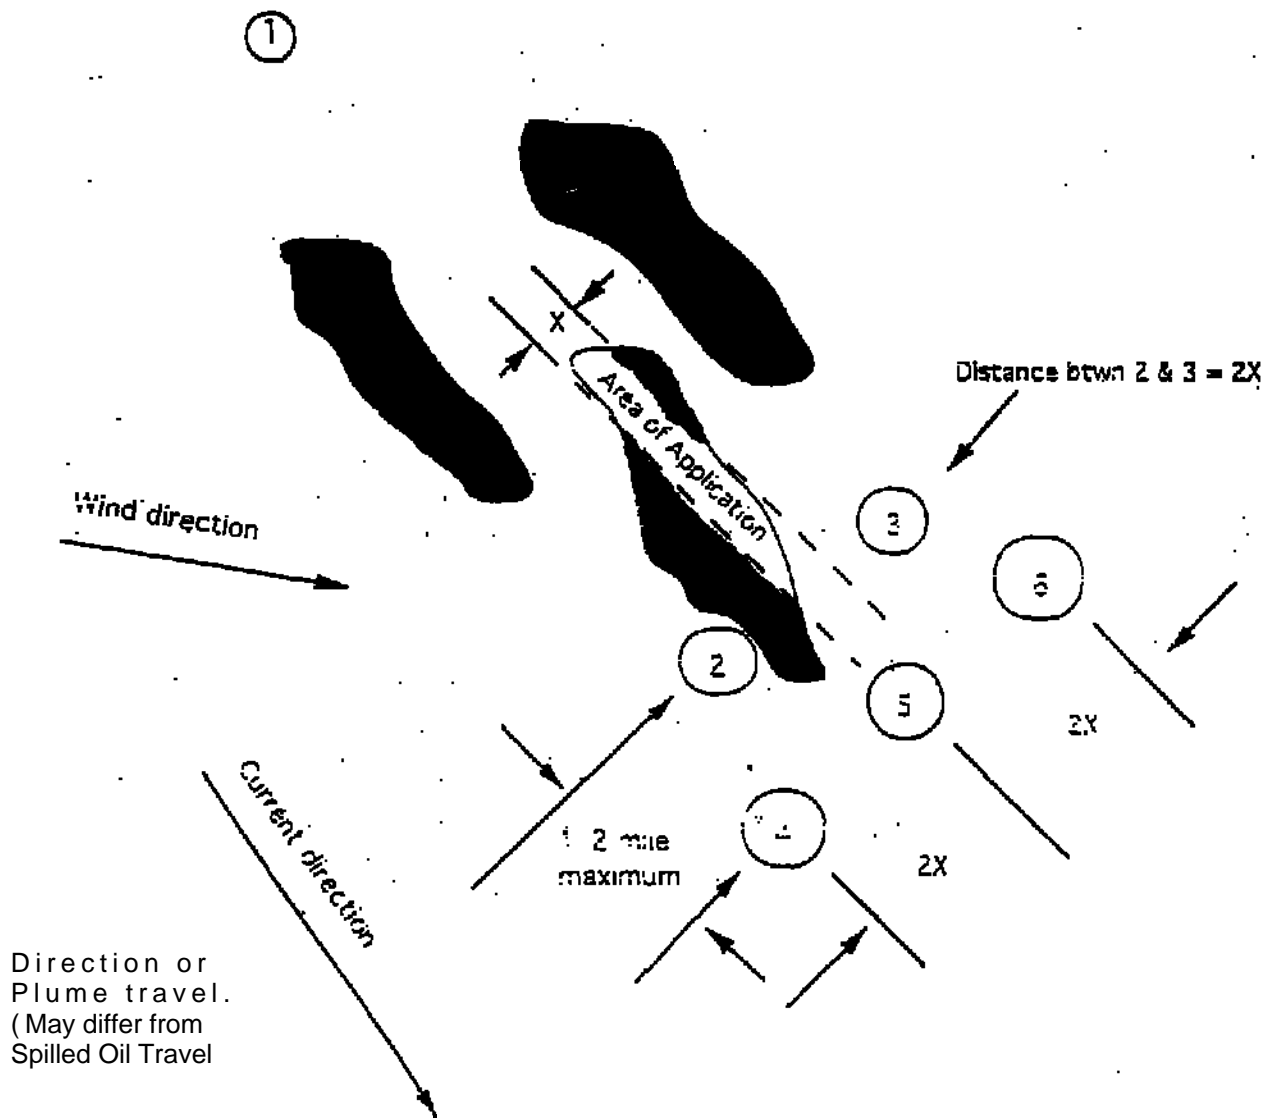 1
X
Area of Application
Distance btwn 2 & 3 = 2X
3
Wind direction
2
5
2X
Current direction
2 mile
maximum
2X
Direction or
Plume travel.
( May differ from
Spilled Oil Travel